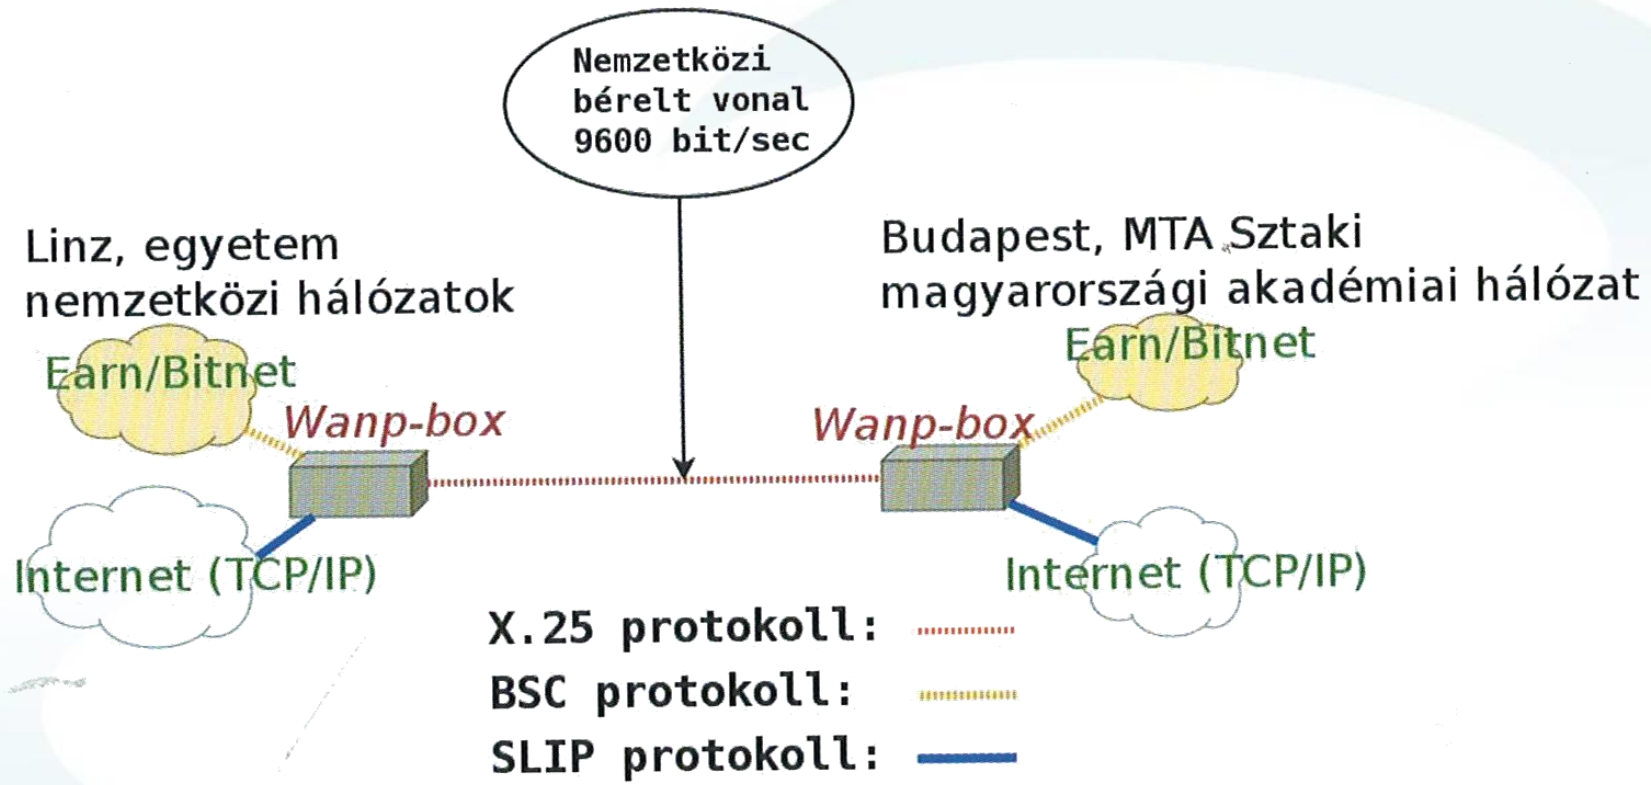 Nemzetközi
bérelt vonal
9600 bit/sec
Linz, egyetem
nemzetközi hálózatok
Budapest, MTA Sztaki
magyarországi akadémiai hálózat
Earn/Bitnet
Earn/Bitnet
Wanp-box
Wanp-box
Internet (TCP/IP)
Internet (TCP/IP)
X.25 protokoll:
BSC protokoll:
SLIP protokoll: